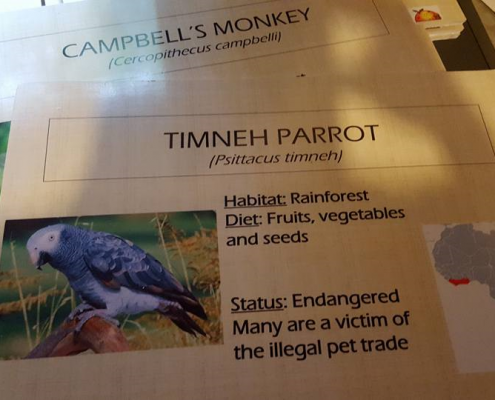 CAMPBELL'S MONKEY
(Cercopithecus campbelli)
TIMNEH PARROT
(Psittacus timneh)
Habitat: Rainforest
Diet: Fruits, vegetables
and seeds
Status: Endangered
Many are a victim of
the illegal pet trade